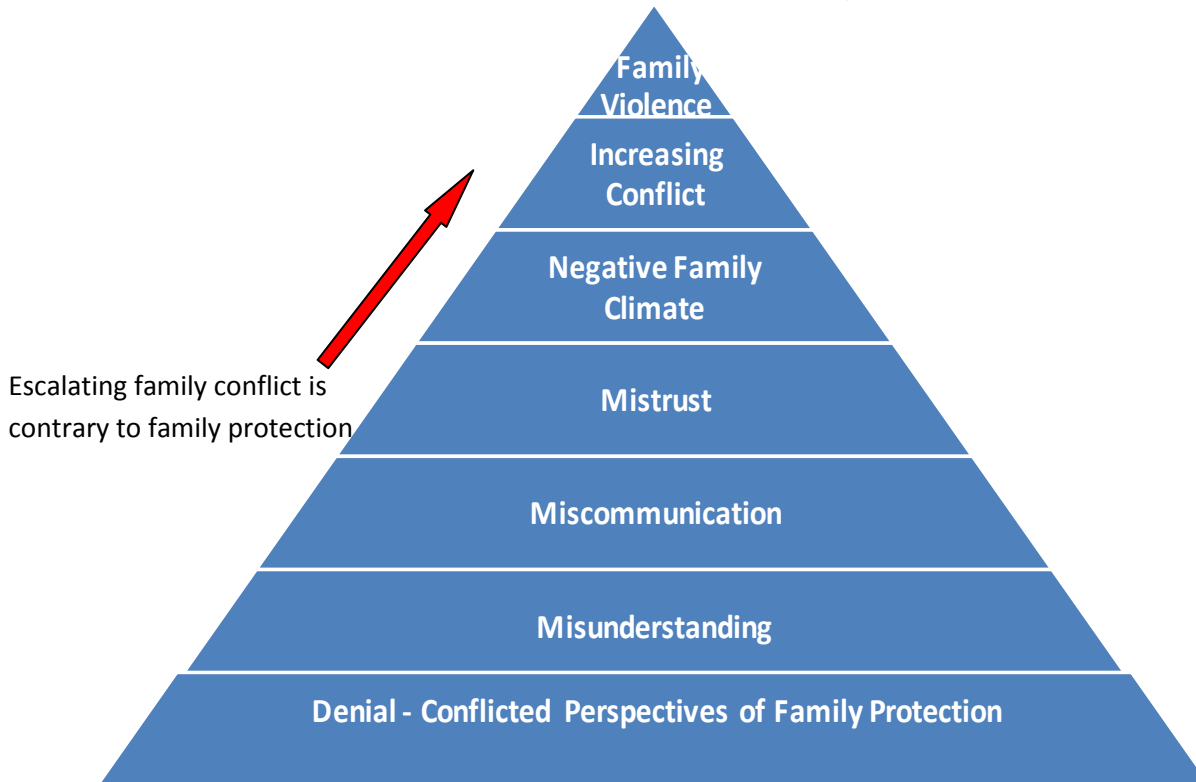 Family
Violence
Increasing
Conflict
Negative Family
Climate
Mistrust
Escalating family conflict is
contrary to family protection
Miscommunication
Misunderstanding
Denial - Conflicted Perspectives of Family Protection